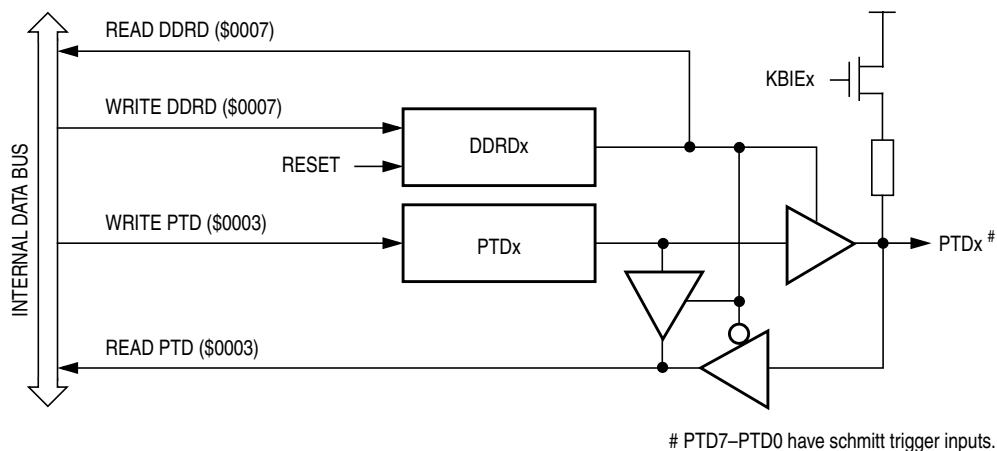 READ DDRD ($0007)
KBIEx
WRITE DDRD ($0007)
DDRDx
RESET
INTERNAL DATA BUS
WRITE PTD ($0003)
PTDx
PTDx #
READ PTD ($0003)
# PTD7–PTD0 have schmitt trigger inputs.